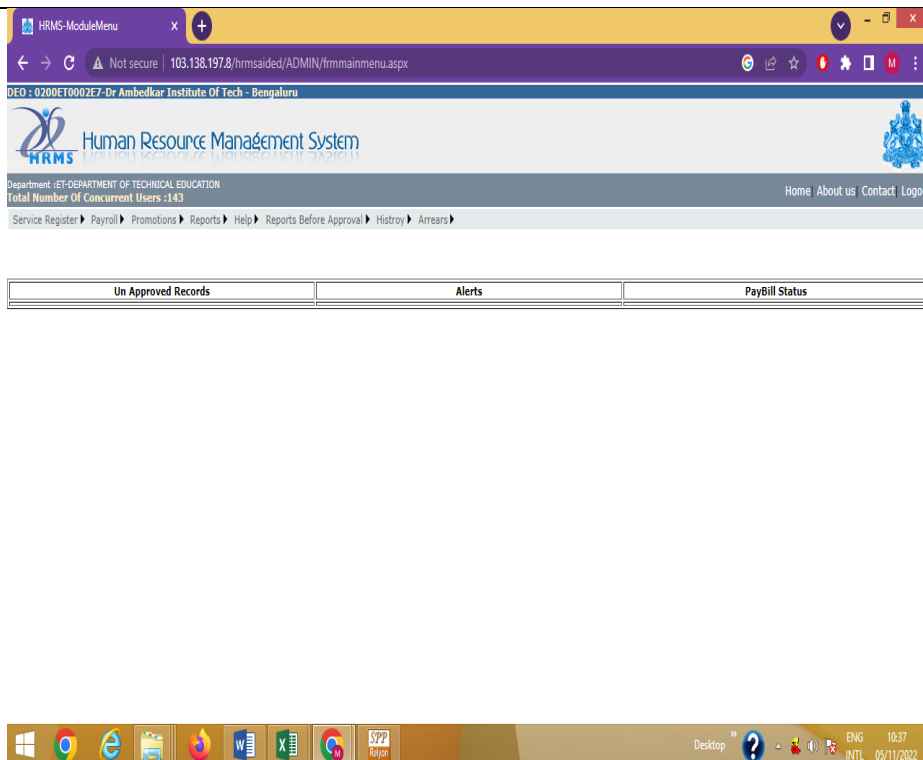 HRMS-ModuleMenu
Not secure | 103.138.197.8/hrmsaided/ADMIN/frmmainmenu.aspx
M
DEO : 0200ET0002E7-Dr Ambedkar Institute Of Tech - Bengaluru
HRMS
Human Resource Management System
Department :ET-DEPARTMENT OF TECHNICAL EDUCATION
Home| About us| Contact| Logo
Total Number Of Concurrent Users :143
Service Register Payroll Promotions Reports Help Reports Before Approval Histroy Arrears
Un Approved Records Alerts PayBill Status
SPP
Relyon
Desktop
ENG 10:37
INTL 05/11/2022